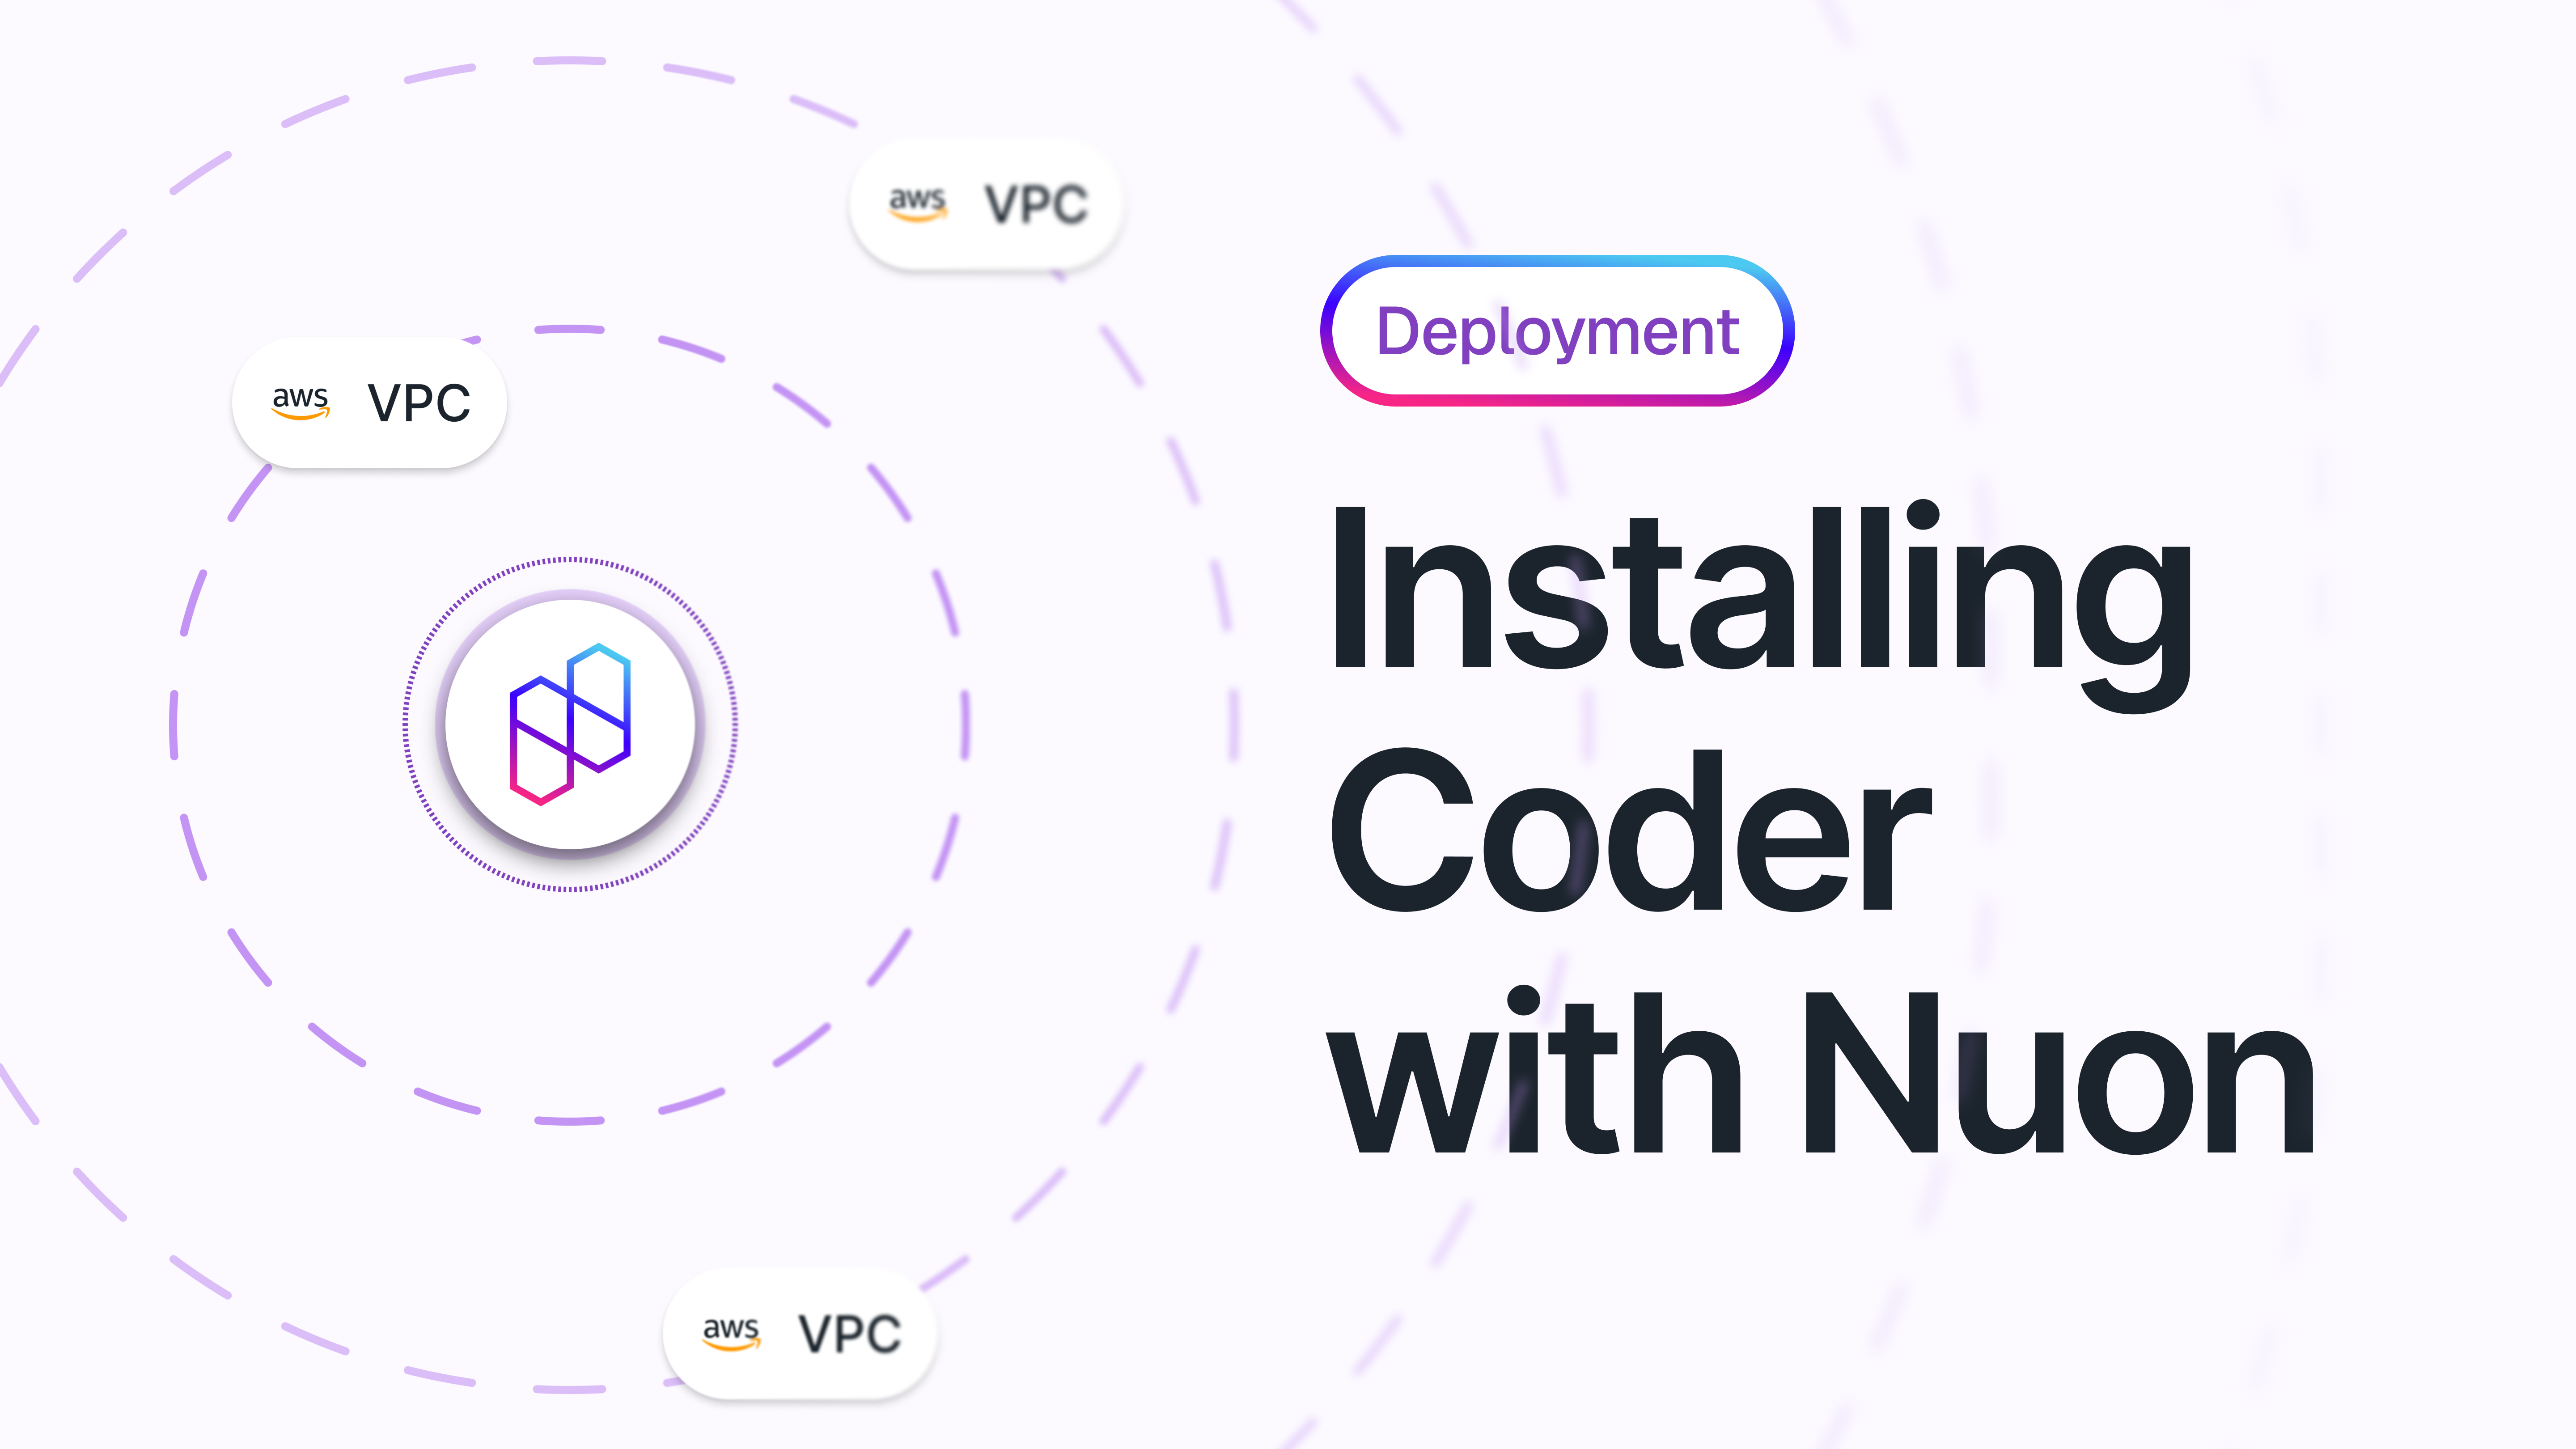 aws VPC
aws VPC
Deployment
Installing
Coder
with Nuon
aws VPC